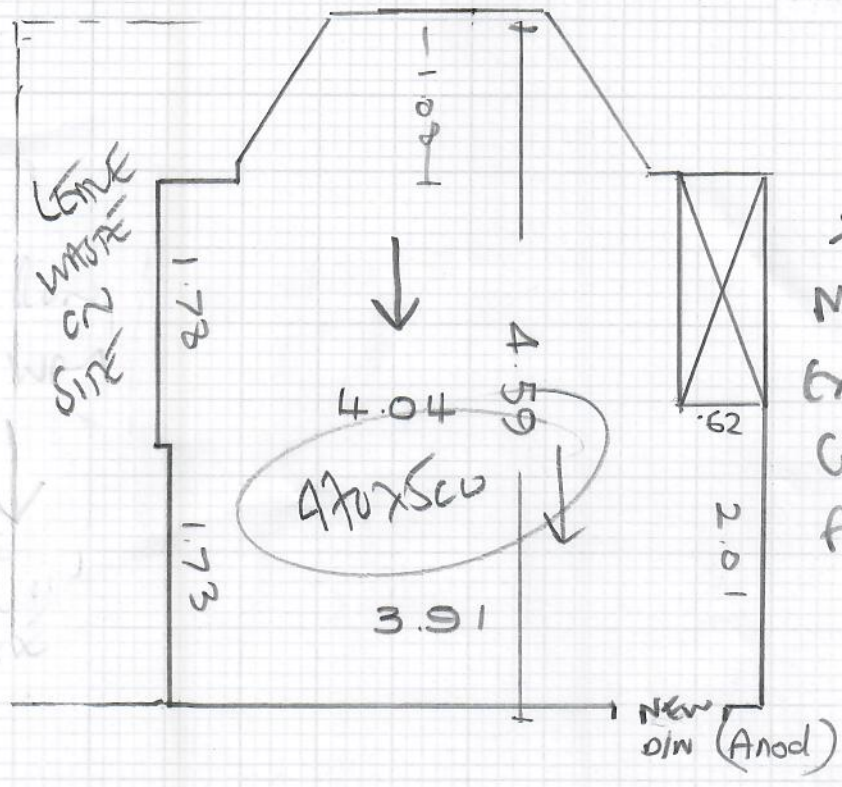 1.08
LEAVE
WASTE
ON
SITE
1.78
4.59
4.04
.62
470x500
2.01
1.73
3.91
NEW
D/W (Anod)